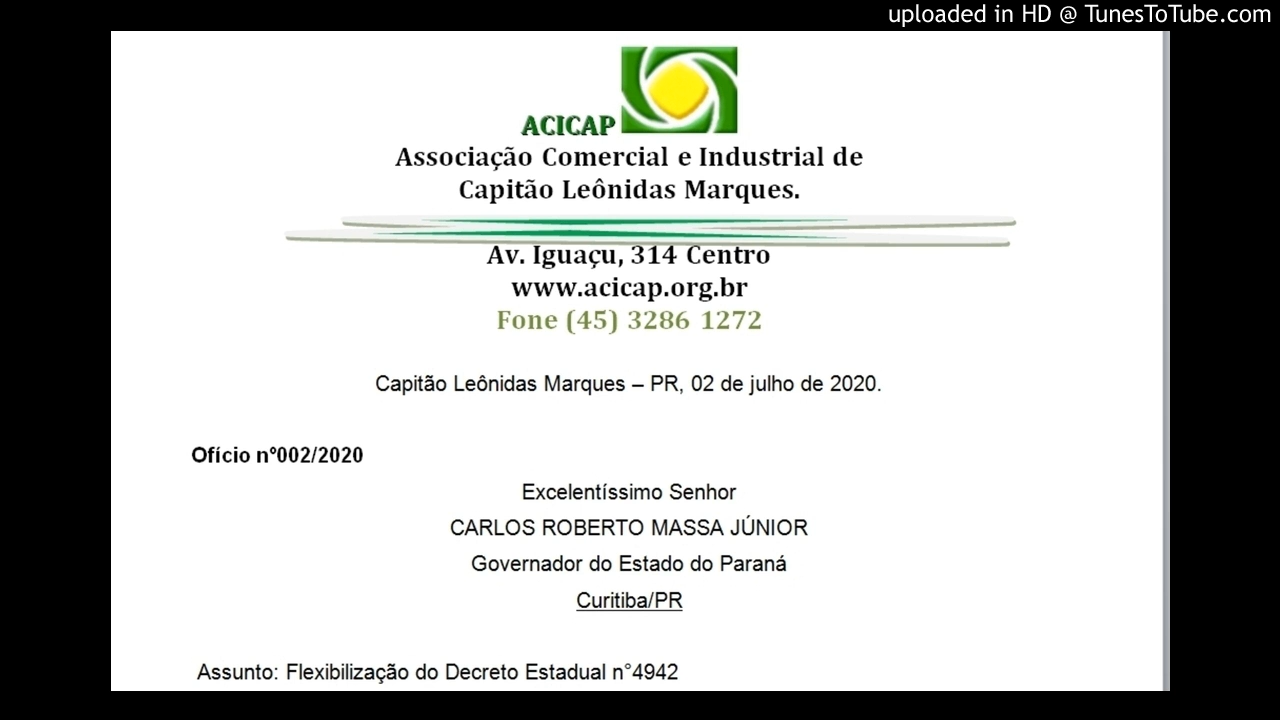 uploaded in HD @ TunesToTube.com
ACICAP
Associação Comercial e Industrial de
Capitão Leônidas Marques.
Av. Iguaçu, 314 Centro
www.acicap.org.br
Fone (45) 3286 1272
Capitão Leônidas Marques – PR, 02 de julho de 2020.
Ofício nº002/2020
Excelentíssimo Senhor
CARLOS ROBERTO MASSA JÚNIOR
Governador do Estado do Paraná
Curitiba/PR
Assunto: Flexibilização do Decreto Estadual n°4942